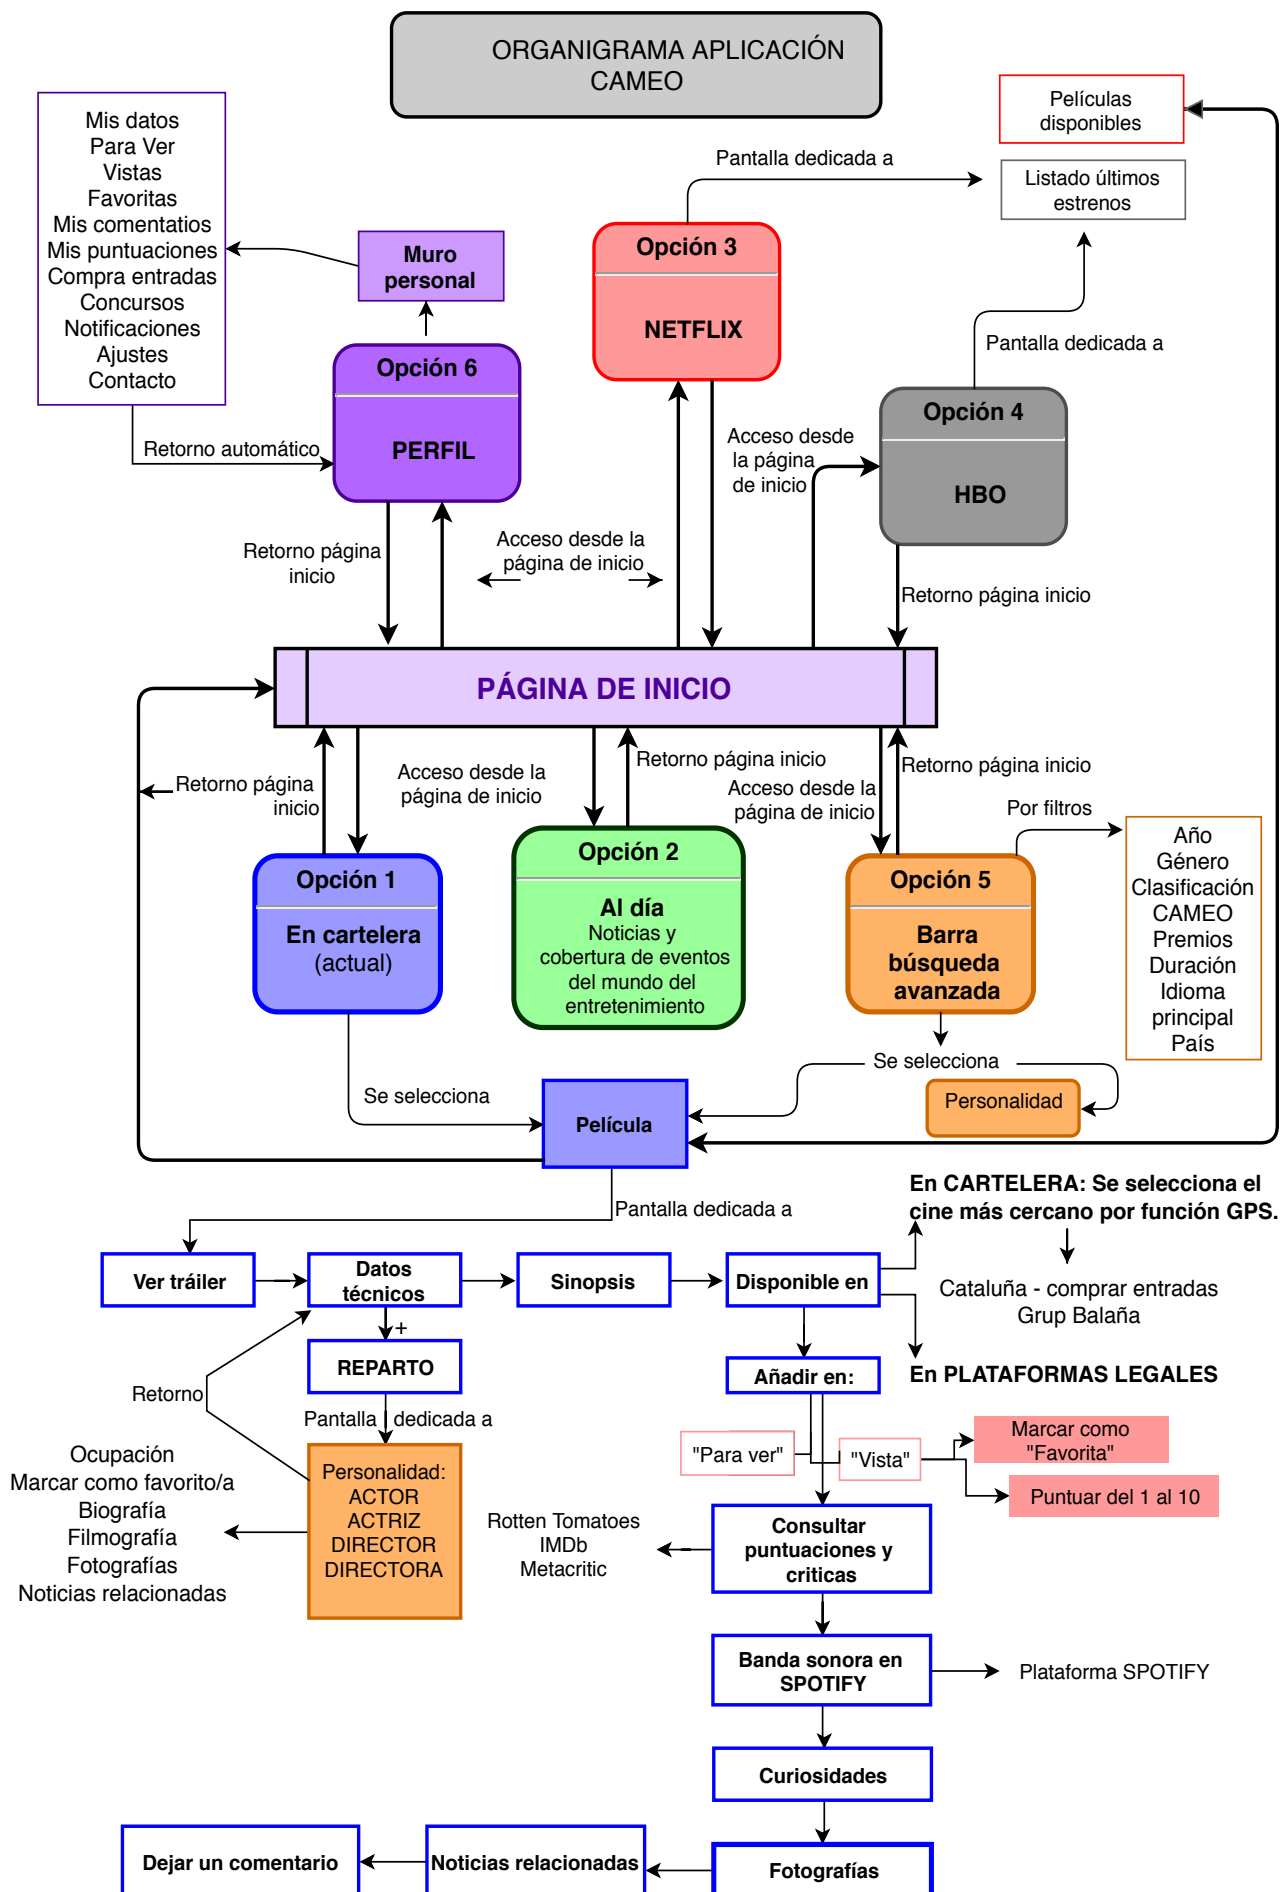 ORGANIGRAMA APLICACIÓN
CAMEO
Películas
disponibles
Listado últimos
estrenos
Pantalla dedicada a
Mis datos
Para Ver
Vistas
Favoritas
Mis comentatios
Mis puntuaciones
Compra entradas
Concursos
Notificaciones
Ajustes
Contacto
Muro
personal
Opción 3
NETFLIX
Pantalla dedicada a
Opción 6
PERFIL
Retorno automático
Opción 4
HBO
Acceso desde
la página
de inicio
Retorno página
inicio
Acceso desde la
página de inicio
Retorno página inicio
PÁGINA DE INICIO
Retorno página
inicio
Acceso desde la
página de inicio
Retorno página inicio
Acceso desde la
página de inicio
Retorno página inicio
Por filtros
Opción 1
En cartelera
(actual)
Opción 2
Al día
Noticias y
cobertura de eventos
del mundo del
entretenimiento
Opción 5
Barra
búsqueda
avanzada
Año
Género
Clasificación
CAMEO
Premios
Duración
Idioma
principal
País
Se selecciona
Se selecciona
Personalidad
Película
Pantalla dedicada a
En CARTELERA: Se selecciona el
cine más cercano por función GPS.
Ver tráiler
Datos
técnicos
Sinopsis
Disponible en
Cataluña - comprar entradas
Grup Balaña
+
REPARTO
Añadir en:
En PLATAFORMAS LEGALES
Retorno
Pantalla dedicada a
"Para ver"
"Vista"
Marcar como
"Favorita"
Puntuar del 1 al 10
Ocupación
Marcar como favorito/a
Biografía
Filmografía
Fotografías
Noticias relacionadas
Personalidad:
ACTOR
ACTRIZ
DIRECTOR
DIRECTORA
Rotten Tomatoes
IMDb
Metacritic
Consultar
puntuaciones y
criticas
Banda sonora en
SPOTIFY
Plataforma SPOTIFY
Curiosidades
Dejar un comentario
Noticias relacionadas
Fotografías